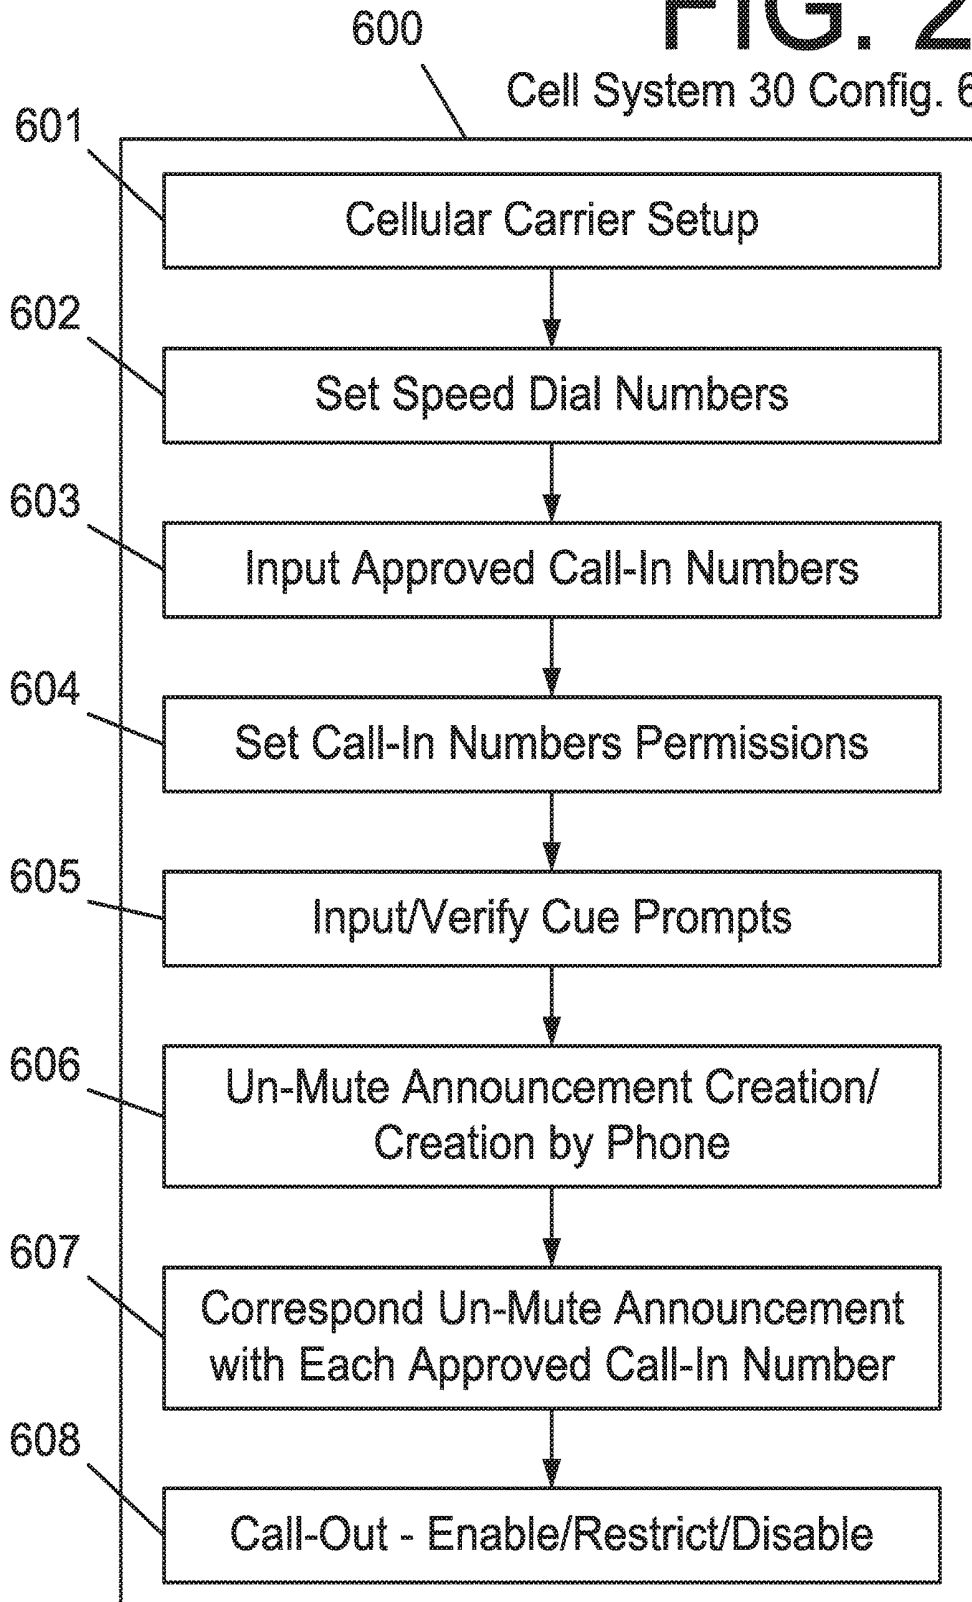 600
FIG. 2
Cell System 30 Config. 6
601
Cellular Carrier Setup
602
Set Speed Dial Numbers
603
Input Approved Call-In Numbers
604
Set Call-In Numbers Permissions
605
Input/Verify Cue Prompts
606
Un-Mute Announcement Creation/
Creation by Phone
607
Correspond Un-Mute Announcement
with Each Approved Call-In Number
608
Call-Out - Enable/Restrict/Disable